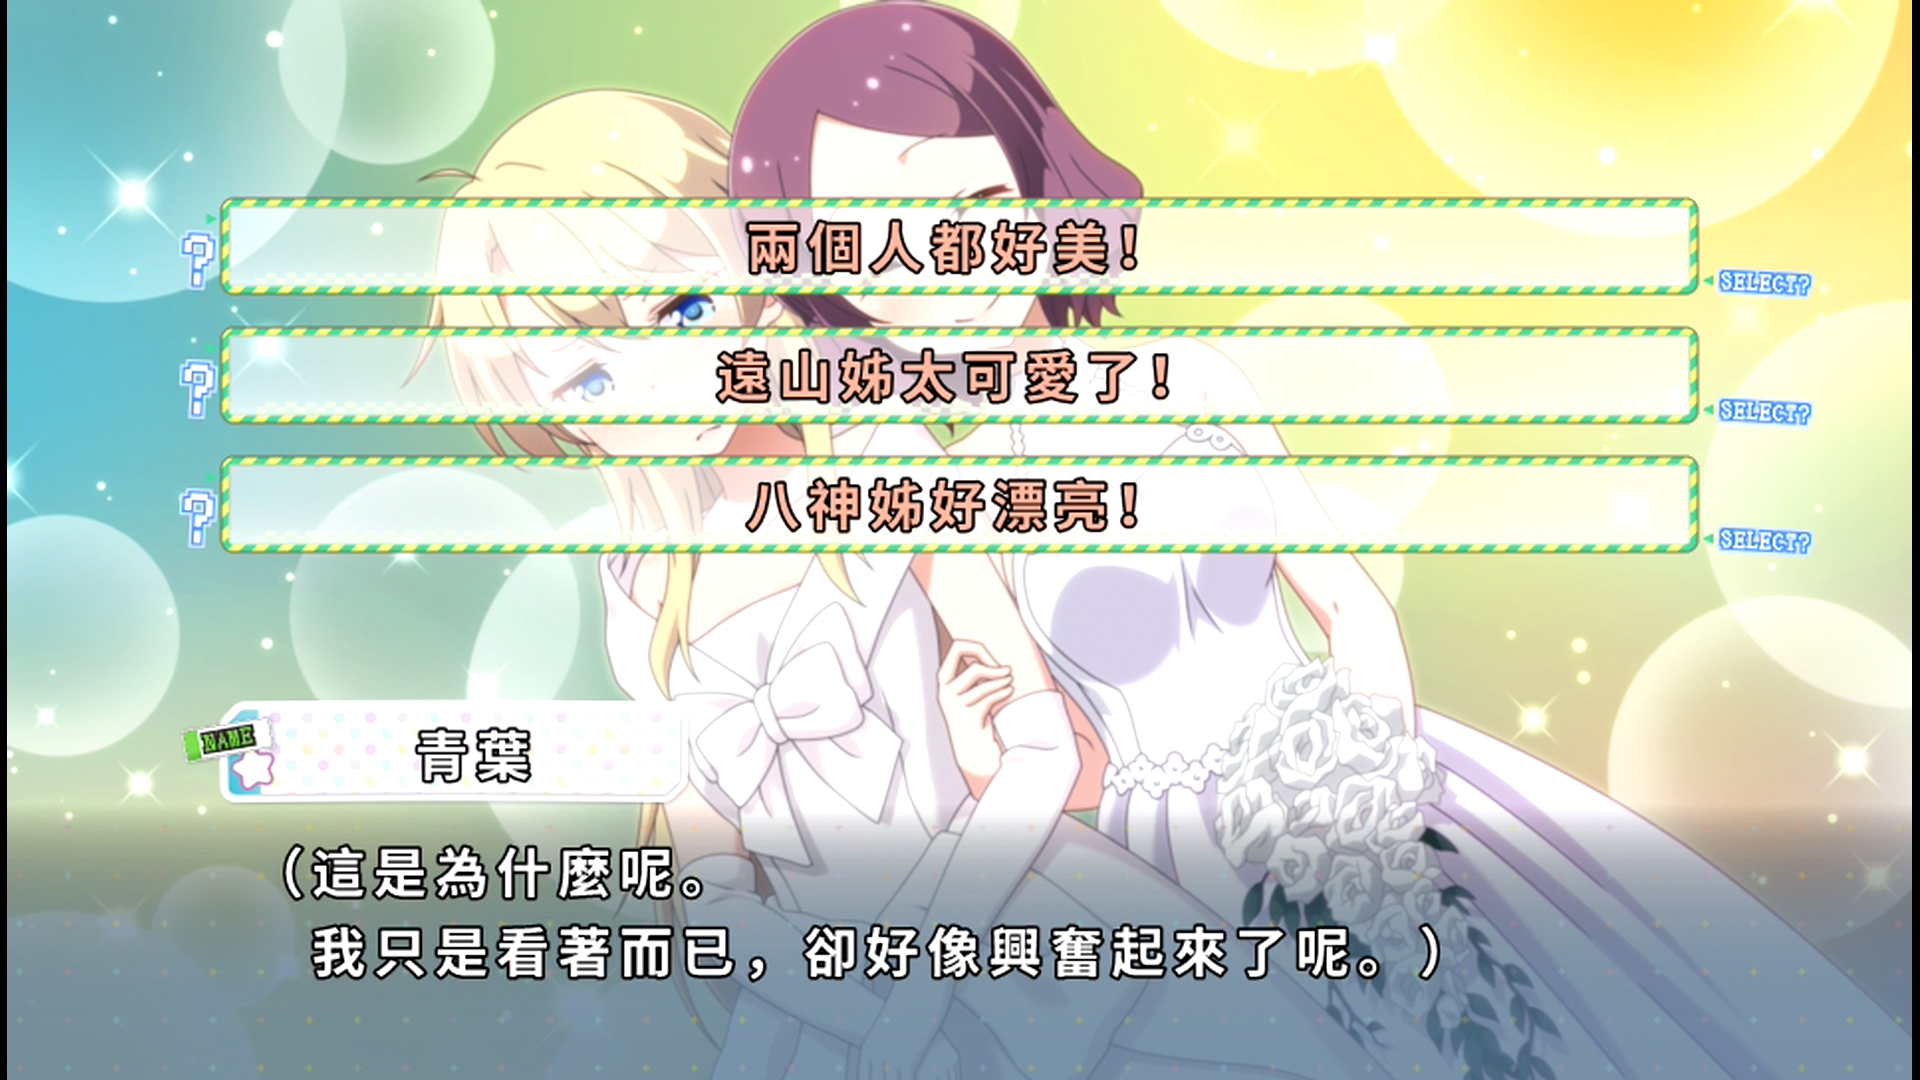 兩個人都好美!
?
SELECT?
遠山姊太可愛了!
?
SELECT?
八神姊好漂亮!
?
SELECT?
NAME
青葉
（這是為什麼呢。
我只是看著而已，卻好像興奮起來了呢。）